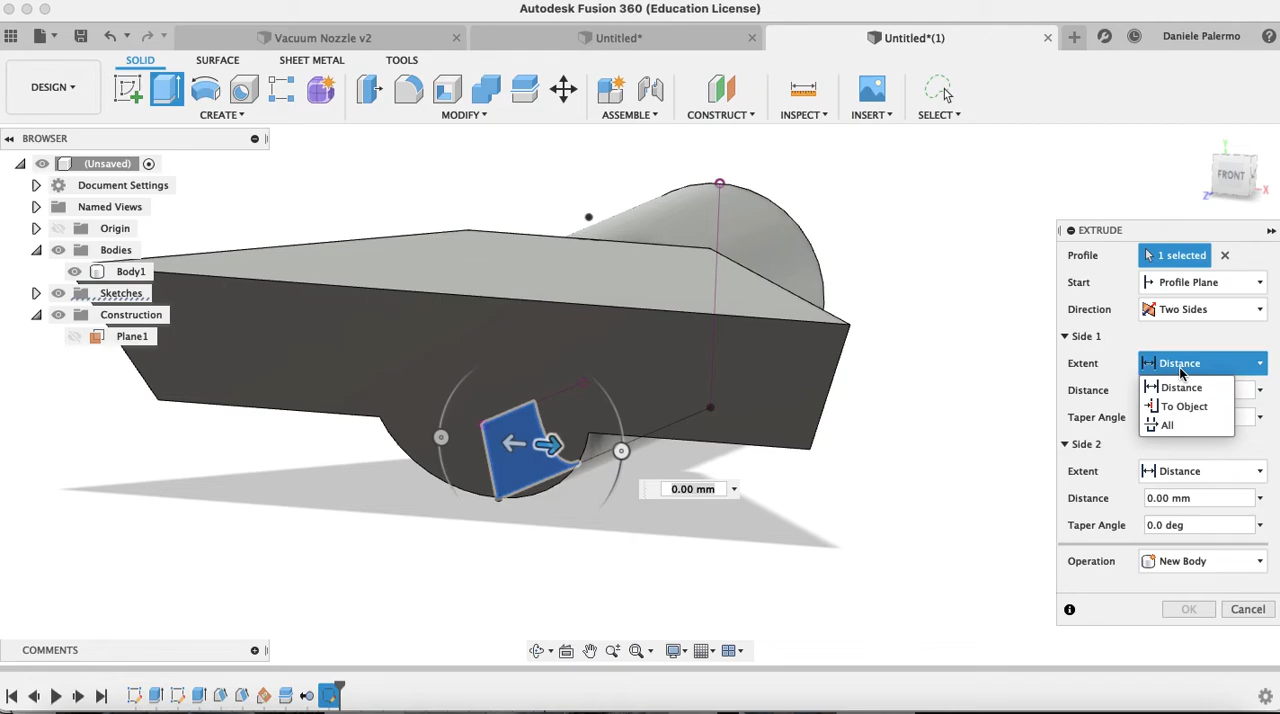 Autodesk Fusion 360 (Education License)
Vacuum Nozzle v2
Untitled*
Untitled*(1)
Daniele Palermo
DESIGN
SOLID SURFACE SHEET METAL TOOLS
CREATE MODIFY ASSEMBLE CONSTRUCT INSPECT INSERT SELECT
BROWSER
(Unsaved)
Document Settings
Named Views
Origin
Bodies
Body1
Sketches
Construction
Plane1
Y
FRONT
X
Z
0.00 mm
EXTRUDE
Profile 1 selected
Start Profile Plane
Direction Two Sides
Side 1
Extent Distance
Distance
Distance
To Object
Taper Angle
All
Side 2
Extent Distance
Distance 0.00 mm
Taper Angle 0.0 deg
Operation New Body
OK Cancel
COMMENTS